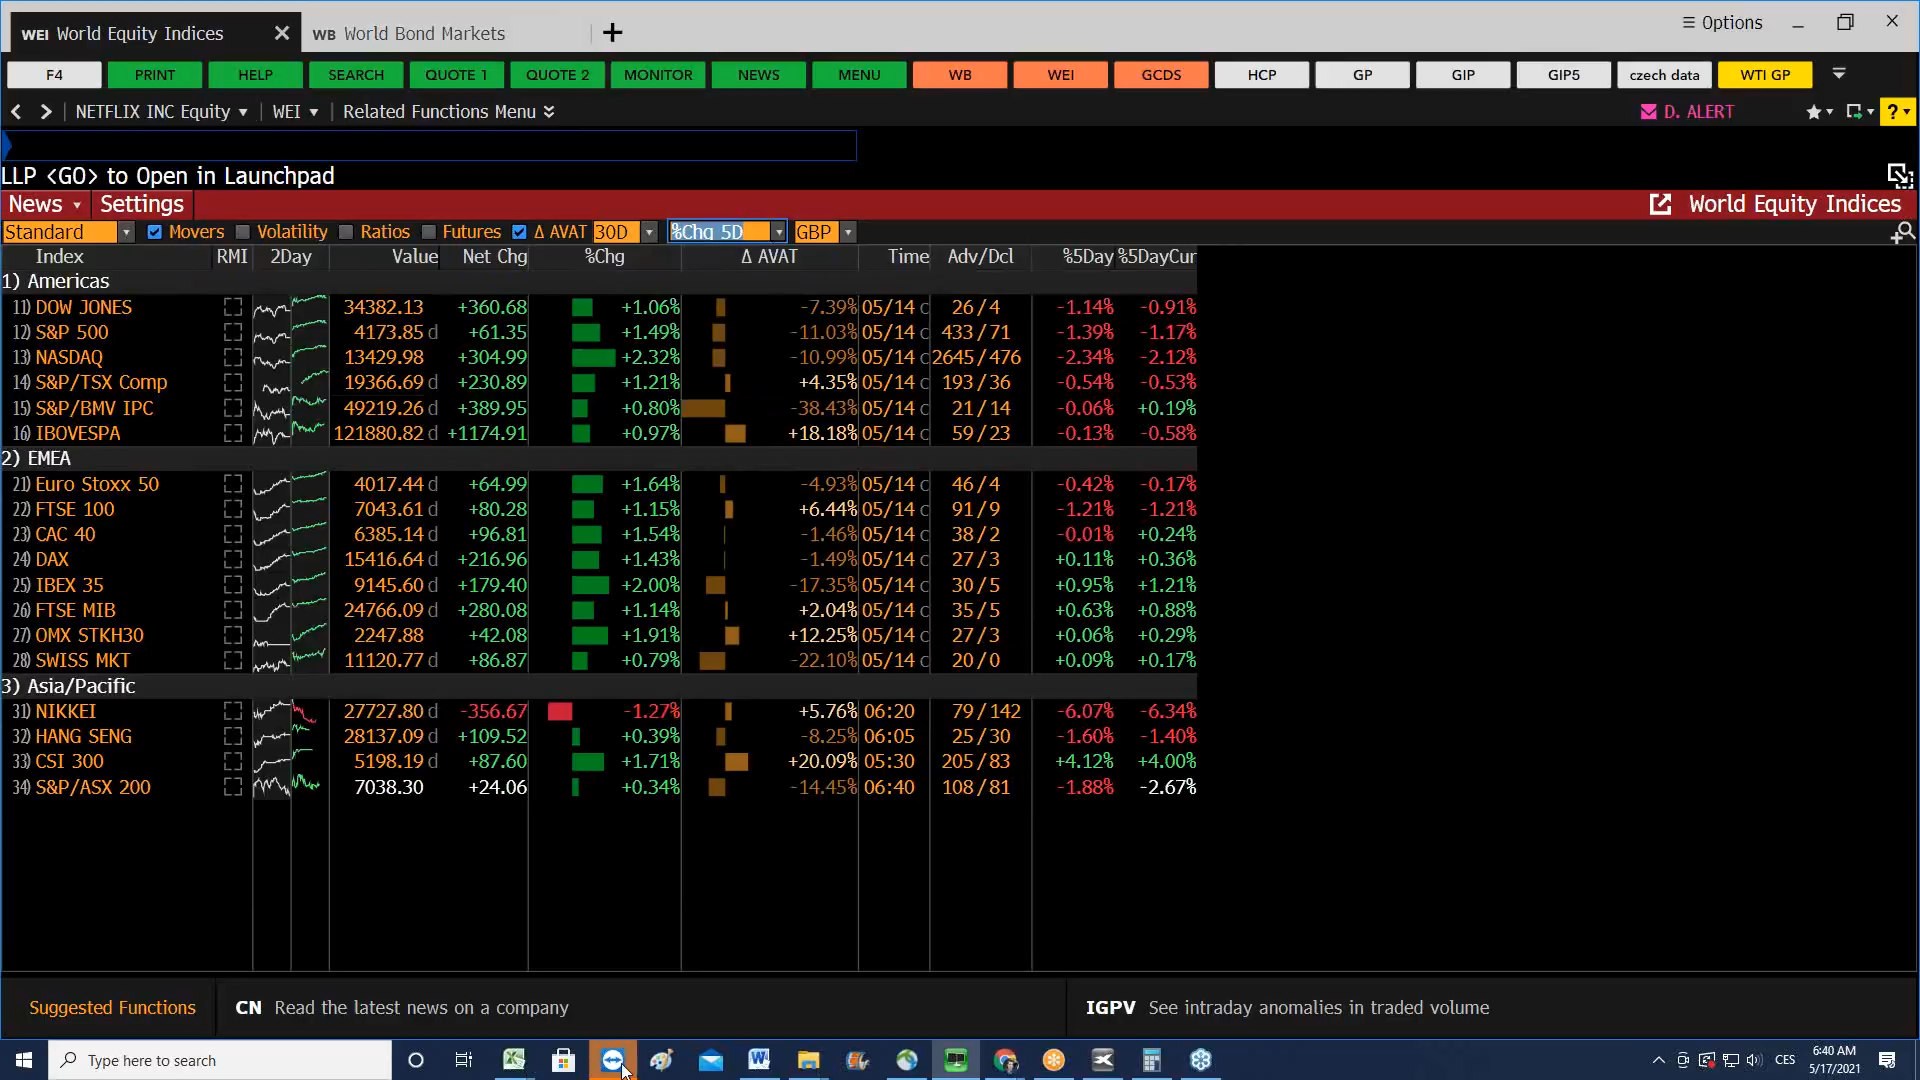 WEI World Equity Indices WB World Bond Markets Options
F4 PRINT HELP SEARCH QUOTE 1 QUOTE 2 MONITOR NEWS MENU WB WEI GCDS HCP GP GIP GIP5 czech data WTI GP
NETFLIX INC Equity WEI Related Functions Menu D. ALERT ?
LLP <GO> to Open in Launchpad
News Settings World Equity Indices
Standard Movers Volatility Ratios Futures Δ AVAT 30D %Chg 5D GBP
Index RMI 2Day Value Net Chg %Chg Δ AVAT Time Adv/Dcl %5Day %5DayCur
1) Americas
11) DOW JONES 34382.13 +360.68 +1.06% -7.39% 05/14 c 26/4 -1.14% -0.91%
12) S&P 500 4173.85 d +61.35 +1.49% -11.03% 05/14 c 433/71 -1.39% -1.17%
13) NASDAQ 13429.98 +304.99 +2.32% -10.99% 05/14 c 2645/476 -2.34% -2.12%
14) S&P/TSX Comp 19366.69 d +230.89 +1.21% +4.35% 05/14 c 193/36 -0.54% -0.53%
15) S&P/BMV IPC 49219.26 d +389.95 +0.80% -38.43% 05/14 c 21/14 -0.06% +0.19%
16) IBOVESPA 121880.82 d +1174.91 +0.97% +18.18% 05/14 c 59/23 -0.13% -0.58%
2) EMEA
21) Euro Stoxx 50 4017.44 d +64.99 +1.64% -4.93% 05/14 c 46/4 -0.42% -0.17%
22) FTSE 100 7043.61 d +80.28 +1.15% +6.44% 05/14 c 91/9 -1.21% -1.21%
23) CAC 40 6385.14 d +96.81 +1.54% -1.46% 05/14 c 38/2 -0.01% +0.24%
24) DAX 15416.64 d +216.96 +1.43% -1.49% 05/14 c 27/3 +0.11% +0.36%
25) IBEX 35 9145.60 d +179.40 +2.00% -17.35% 05/14 c 30/5 +0.95% +1.21%
26) FTSE MIB 24766.09 d +280.08 +1.14% +2.04% 05/14 c 35/5 +0.63% +0.88%
27) OMX STKH30 2247.88 +42.08 +1.91% +12.25% 05/14 c 27/3 +0.06% +0.29%
28) SWISS MKT 11120.77 d +86.87 +0.79% -22.10% 05/14 c 20/0 +0.09% +0.17%
3) Asia/Pacific
31) NIKKEI 27727.80 d -356.67 -1.27% +5.76% 06:20 79/142 -6.07% -6.34%
32) HANG SENG 28137.09 d +109.52 +0.39% -8.25% 06:05 25/30 -1.60% -1.40%
33) CSI 300 5198.19 d +87.60 +1.71% +20.09% 05:30 205/83 +4.12% +4.00%
34) S&P/ASX 200 7038.30 +24.06 +0.34% -14.45% 06:40 108/81 -1.88% -2.67%
Suggested Functions CN Read the latest news on a company IGPV See intraday anomalies in traded volume
Type here to search CES 6:40 AM
5/17/2021